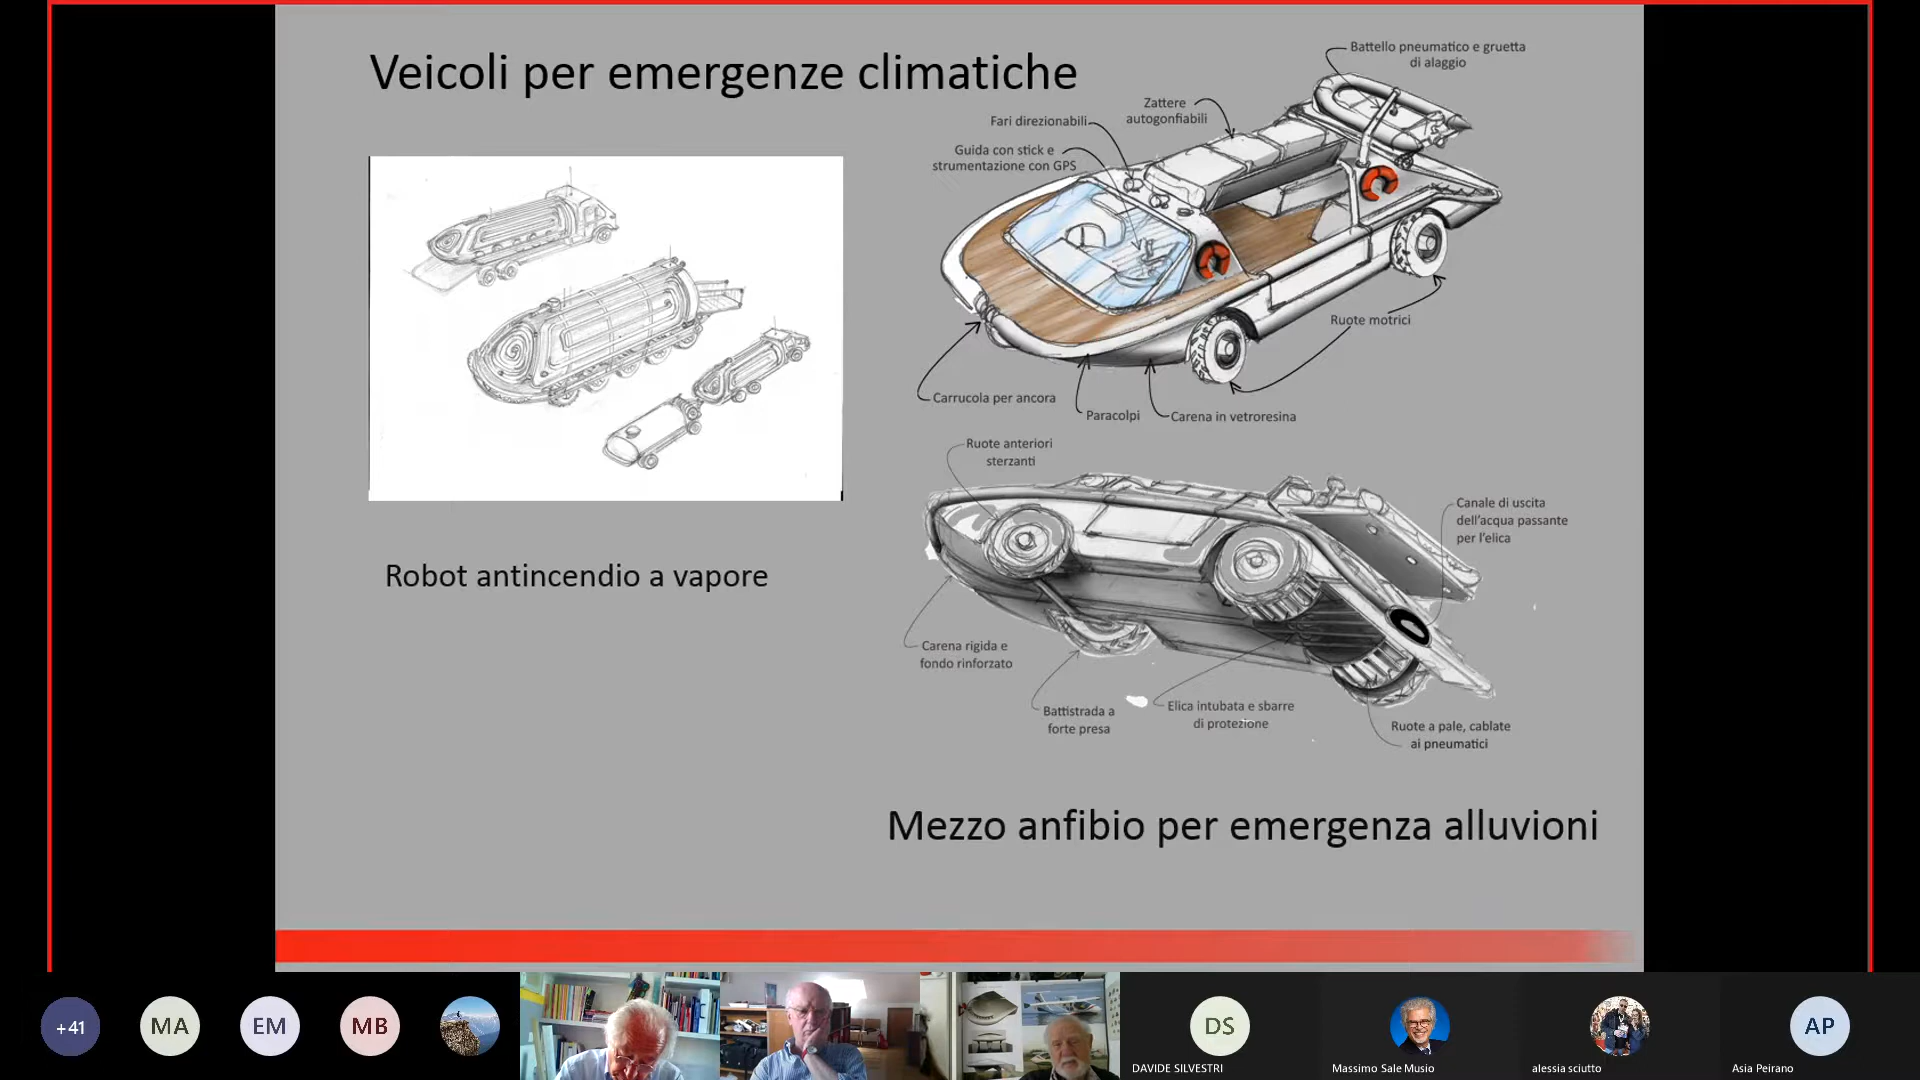 Veicoli per emergenze climatiche
Battello pneumatico e gruetta
di alaggio
Zattere
autogonfiabili
Fari direzionabili
Guida con stick e
strumentazione con GPS
Ruote motrici
Carrucola per ancora
Paracolpi
Carena in vetroresina
Ruote anteriori
sterzanti
Canale di uscita
dell'acqua passante
per l'elica
Robot antincendio a vapore
Carena rigida e
fondo rinforzato
Battistrada a
forte presa
Elica intubata e sbarre
di protezione
Ruote a pale, cablate
ai pneumatici
Mezzo anfibio per emergenza alluvioni
+41
MA
EM
MB
DS
AP
DAVIDE SILVESTRI
Massimo Sale Musio
alessia sciutto
Asia Peirano